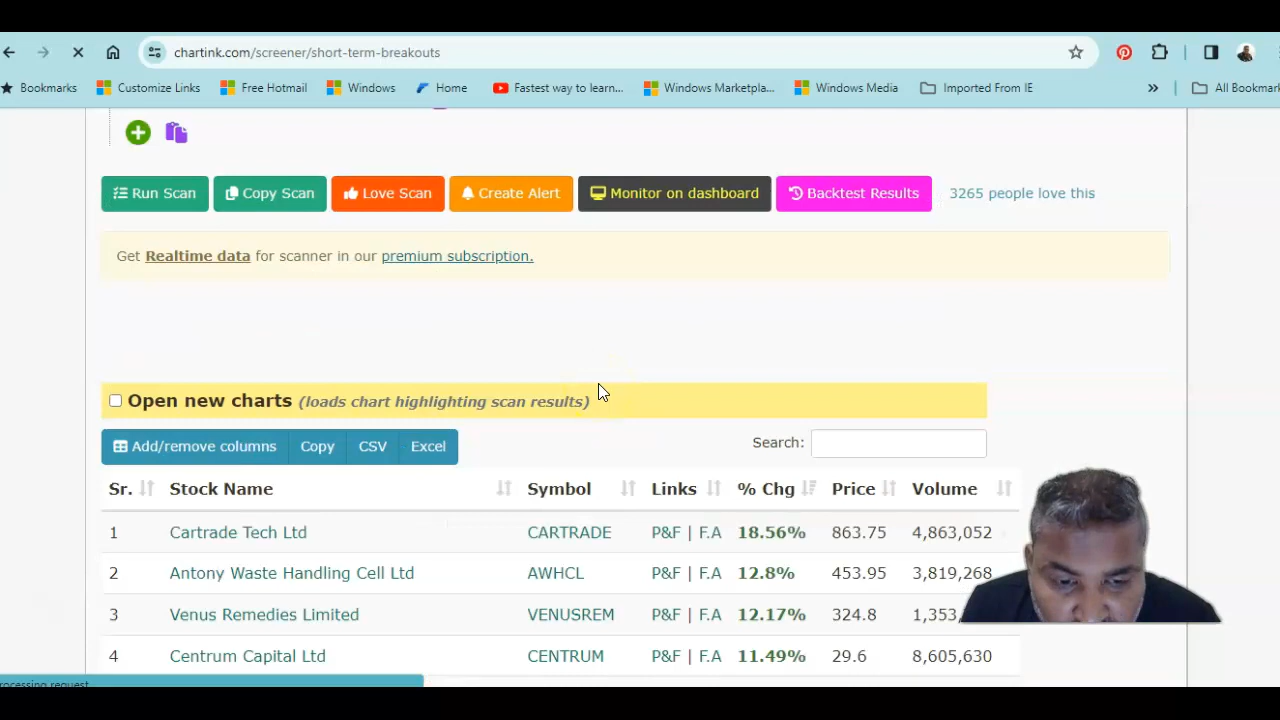 chartink.com/screener/short-term-breakouts
Bookmarks Customize Links Free Hotmail Windows Home Fastest way to learn... Windows Marketpla... Windows Media Imported From IE » All Bookmark
Run Scan Copy Scan Love Scan Create Alert Monitor on dashboard Backtest Results 3265 people love this
Get Realtime data for scanner in our premium subscription.
Open new charts (loads chart highlighting scan results)
Add/remove columns Copy CSV Excel Search:
Sr. Stock Name Symbol Links % Chg Price Volume
1 Cartrade Tech Ltd CARTRADE P&F | F.A 18.56% 863.75 4,863,052
2 Antony Waste Handling Cell Ltd AWHCL P&F | F.A 12.8% 453.95 3,819,268
3 Venus Remedies Limited VENUSREM P&F | F.A 12.17% 324.8 1,353,
4 Centrum Capital Ltd CENTRUM P&F | F.A 11.49% 29.6 8,605,630
rocessing request